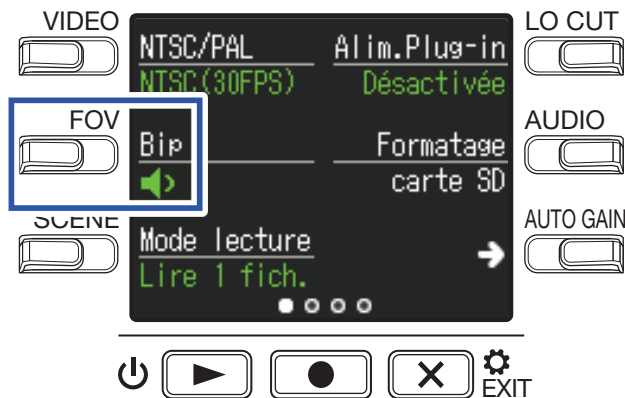 VIDEO
LO CUT
NTSC/PAL
Alim.Plug-in
NTSC(30FPS)
Désactivée
FOV
AUDIO
Bip
Formatage
carte SD
SCENE
AUTO GAIN
Mode lecture
Lire 1 fich.
EXIT